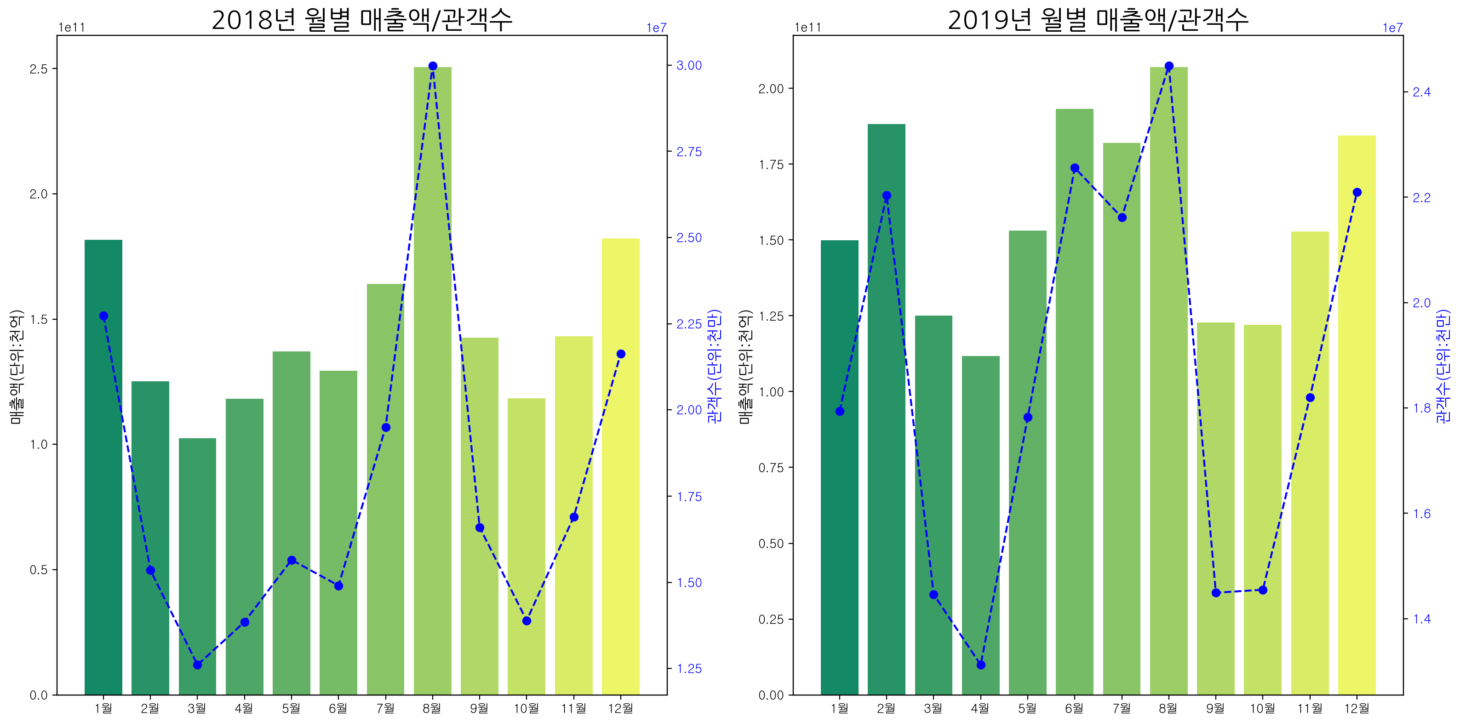 2018년 월별 매출액/관객수
1e11
1e7
2.5
2.0
1.5
1.0
0.5
0.0
매출액(단위:천억)
3.00
2.75
2.50
2.25
2.00
1.75
1.50
1.25
관객수(단위:천만)
1월 2월 3월 4월 5월 6월 7월 8월 9월 10월 11월 12월
2019년 월별 매출액/관객수
1e11
1e7
2.00
1.75
1.50
1.25
1.00
0.75
0.50
0.25
0.00
매출액(단위:천억)
2.4
2.2
2.0
1.8
1.6
1.4
관객수(단위:천만)
1월 2월 3월 4월 5월 6월 7월 8월 9월 10월 11월 12월